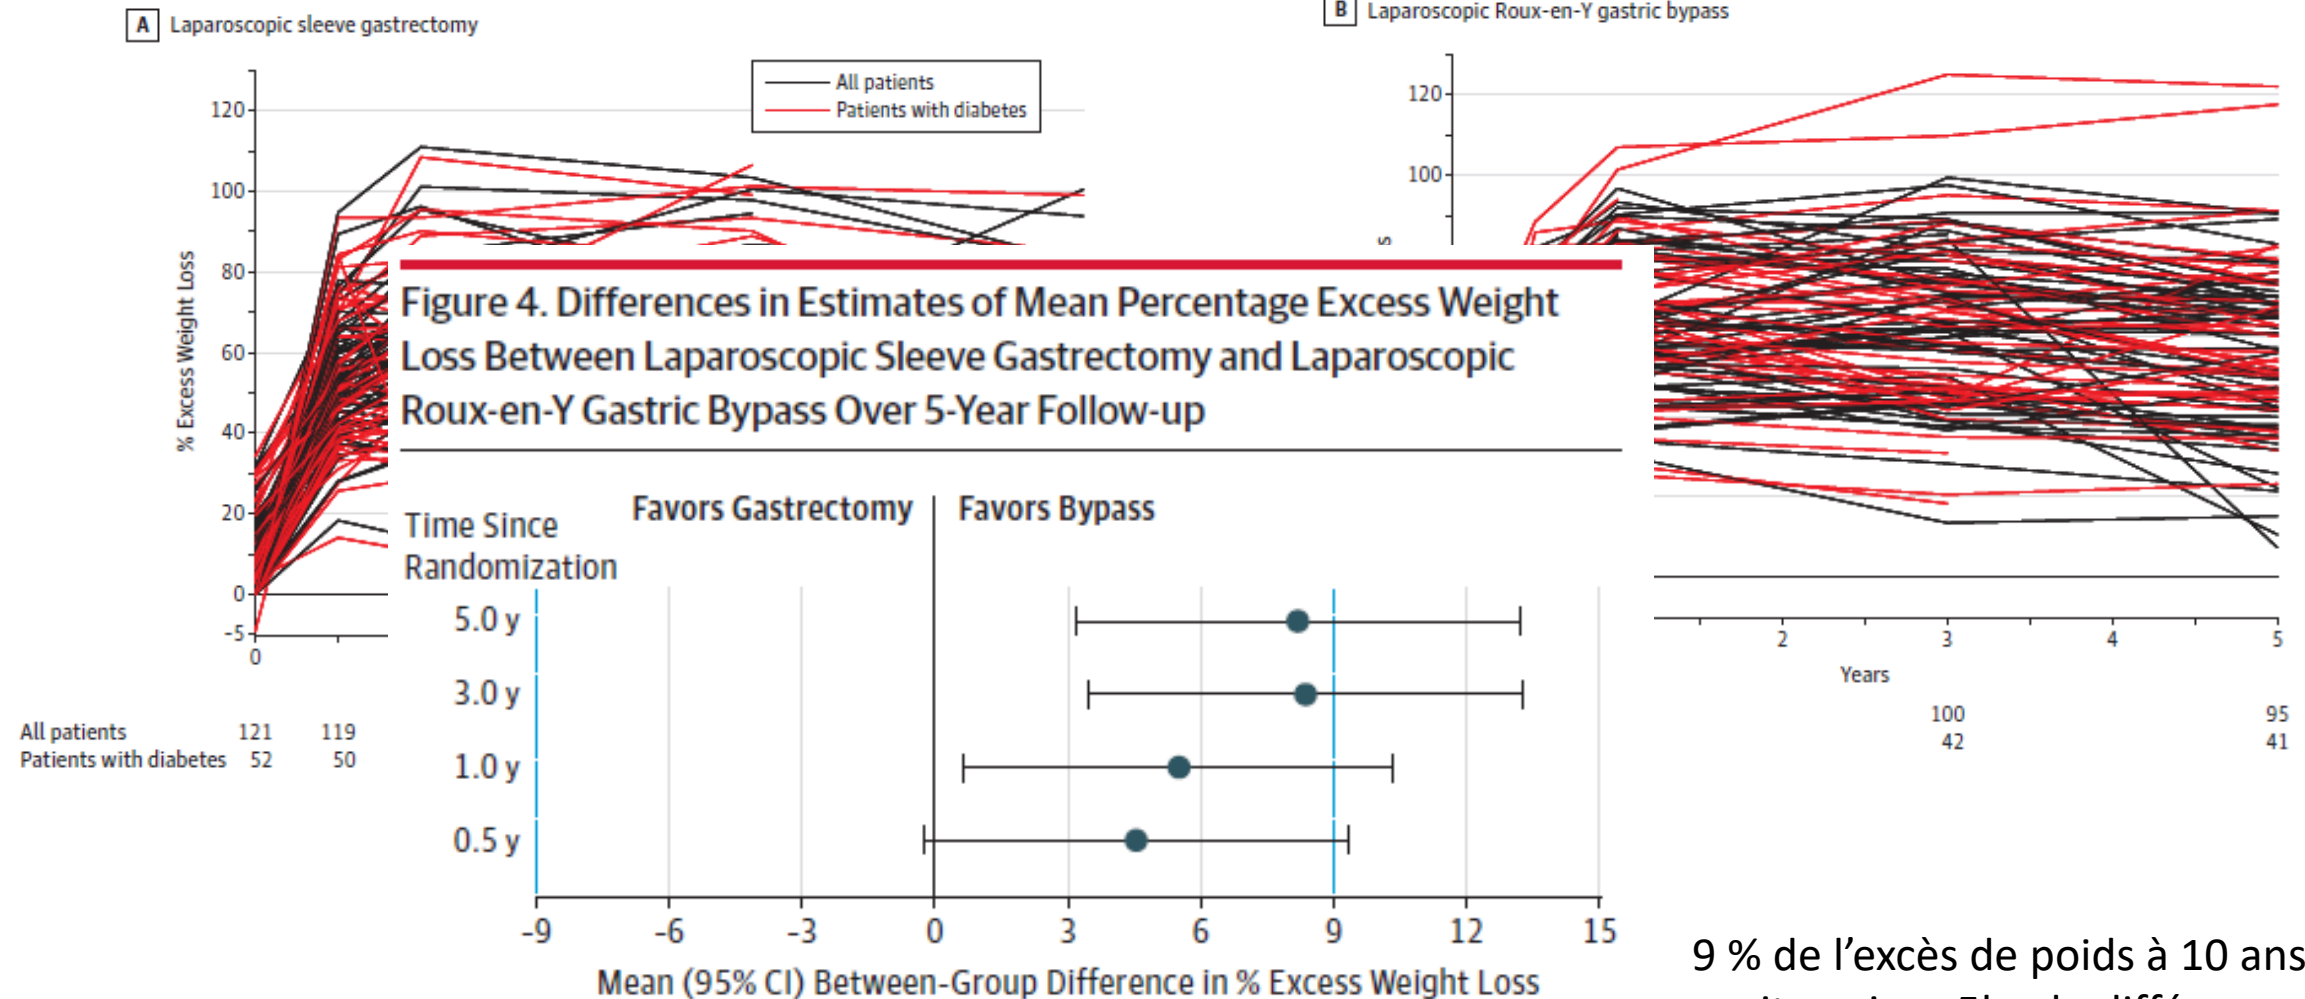 A Laparoscopic sleeve gastrectomy
B Laparoscopic Roux-en-Y gastric bypass
All patients
Patients with diabetes
% Excess Weight Loss
120
100
80
60
40
20
0
-5
0
120
100
Figure 4. Differences in Estimates of Mean Percentage Excess Weight
Loss Between Laparoscopic Sleeve Gastrectomy and Laparoscopic
Roux-en-Y Gastric Bypass Over 5-Year Follow-up
Favors Gastrectomy Favors Bypass
Time Since
Randomization
5.0 y
3.0 y
1.0 y
0.5 y
-9 -6 -3 0 3 6 9 12 15
Mean (95% CI) Between-Group Difference in % Excess Weight Loss
2 3 4 5
Years
All patients 121 119
Patients with diabetes 52 50
100 95
42 41
9 % de l’excès de poids à 10 ans